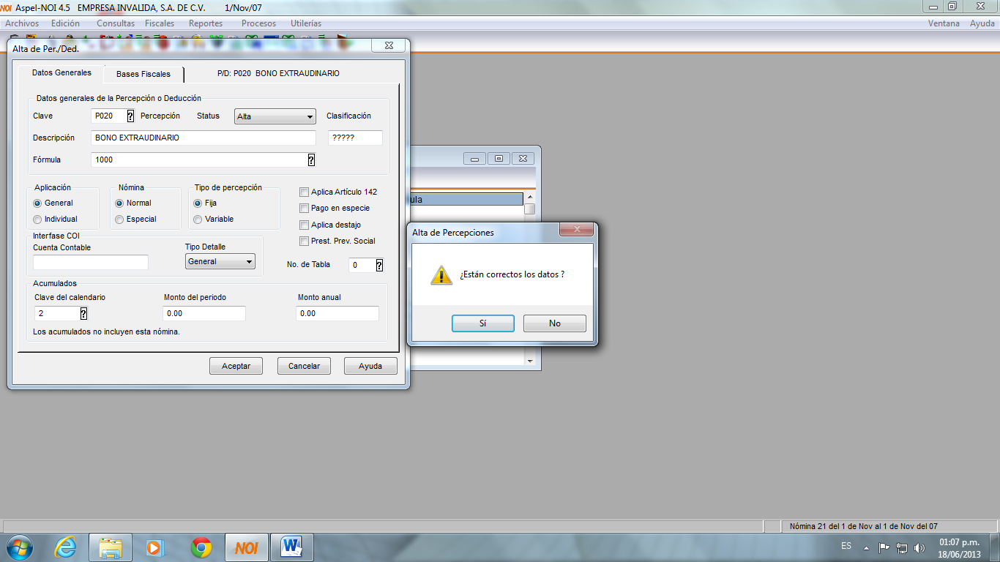 NOI Aspel-NOI 4.5 EMPRESA INVALIDA, S.A. DE C.V. 1/Nov/07
Archivos Edición Consultas Fiscales Reportes Procesos Utilerías Ventana Ayuda
Alta de Per./Ded.
Datos Generales Bases Fiscales P/D: P020 BONO EXTRAUDINARIO
Datos generales de la Percepción o Deducción
Clave P020 ? Percepción Status Alta Clasificación
Descripción BONO EXTRAUDINARIO ?????
Fórmula 1000 ?
Aplicación Nómina Tipo de percepción
General Normal Fija
Individual Especial Variable
Aplica Artículo 142
Pago en especie
Aplica destajo
Prest. Prev. Social
Interfase COI
Cuenta Contable Tipo Detalle
General
No. de Tabla 0 ?
Acumulados
Clave del calendario Monto del periodo Monto anual
2 ? 0.00 0.00
Los acumulados no incluyen esta nómina.
Aceptar Cancelar Ayuda
ula
Alta de Percepciones
¿Están correctos los datos ?
Sí No
Nómina 21 del 1 de Nov al 1 de Nov del 07
NOI W ES 01:07 p.m.
18/06/2013